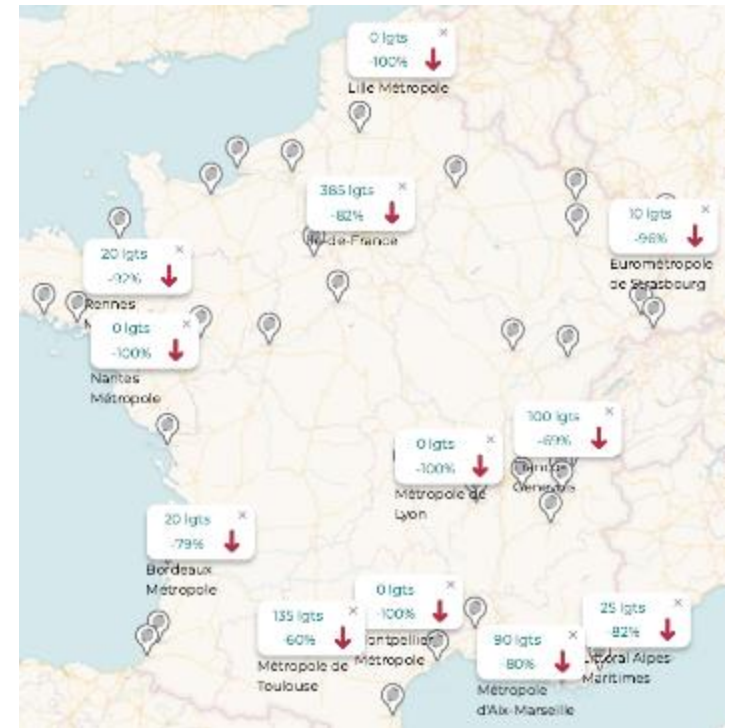 0 lgts
-100%
Lille Métropole
385 lgts
-82%
de-France
10 lgts
-96%
Eurométropole
de Strasbourg
20 lgts
-92%
Rennes
0 lgts
-100%
Nantes
Métropole
100 lgts
-69%
Genevois
0 lgts
-100%
Métropole de
Lyon
20 lgts
-79%
Bordeaux
Métropole
0 lgts
-100%
ontpellier
Métropole
135 lgts
-60%
Métropole de
Toulouse
25 lgts
-82%
Littoral Alpes-
Maritimes
90 lgts
-80%
Métropole
d'Aix-Marseille